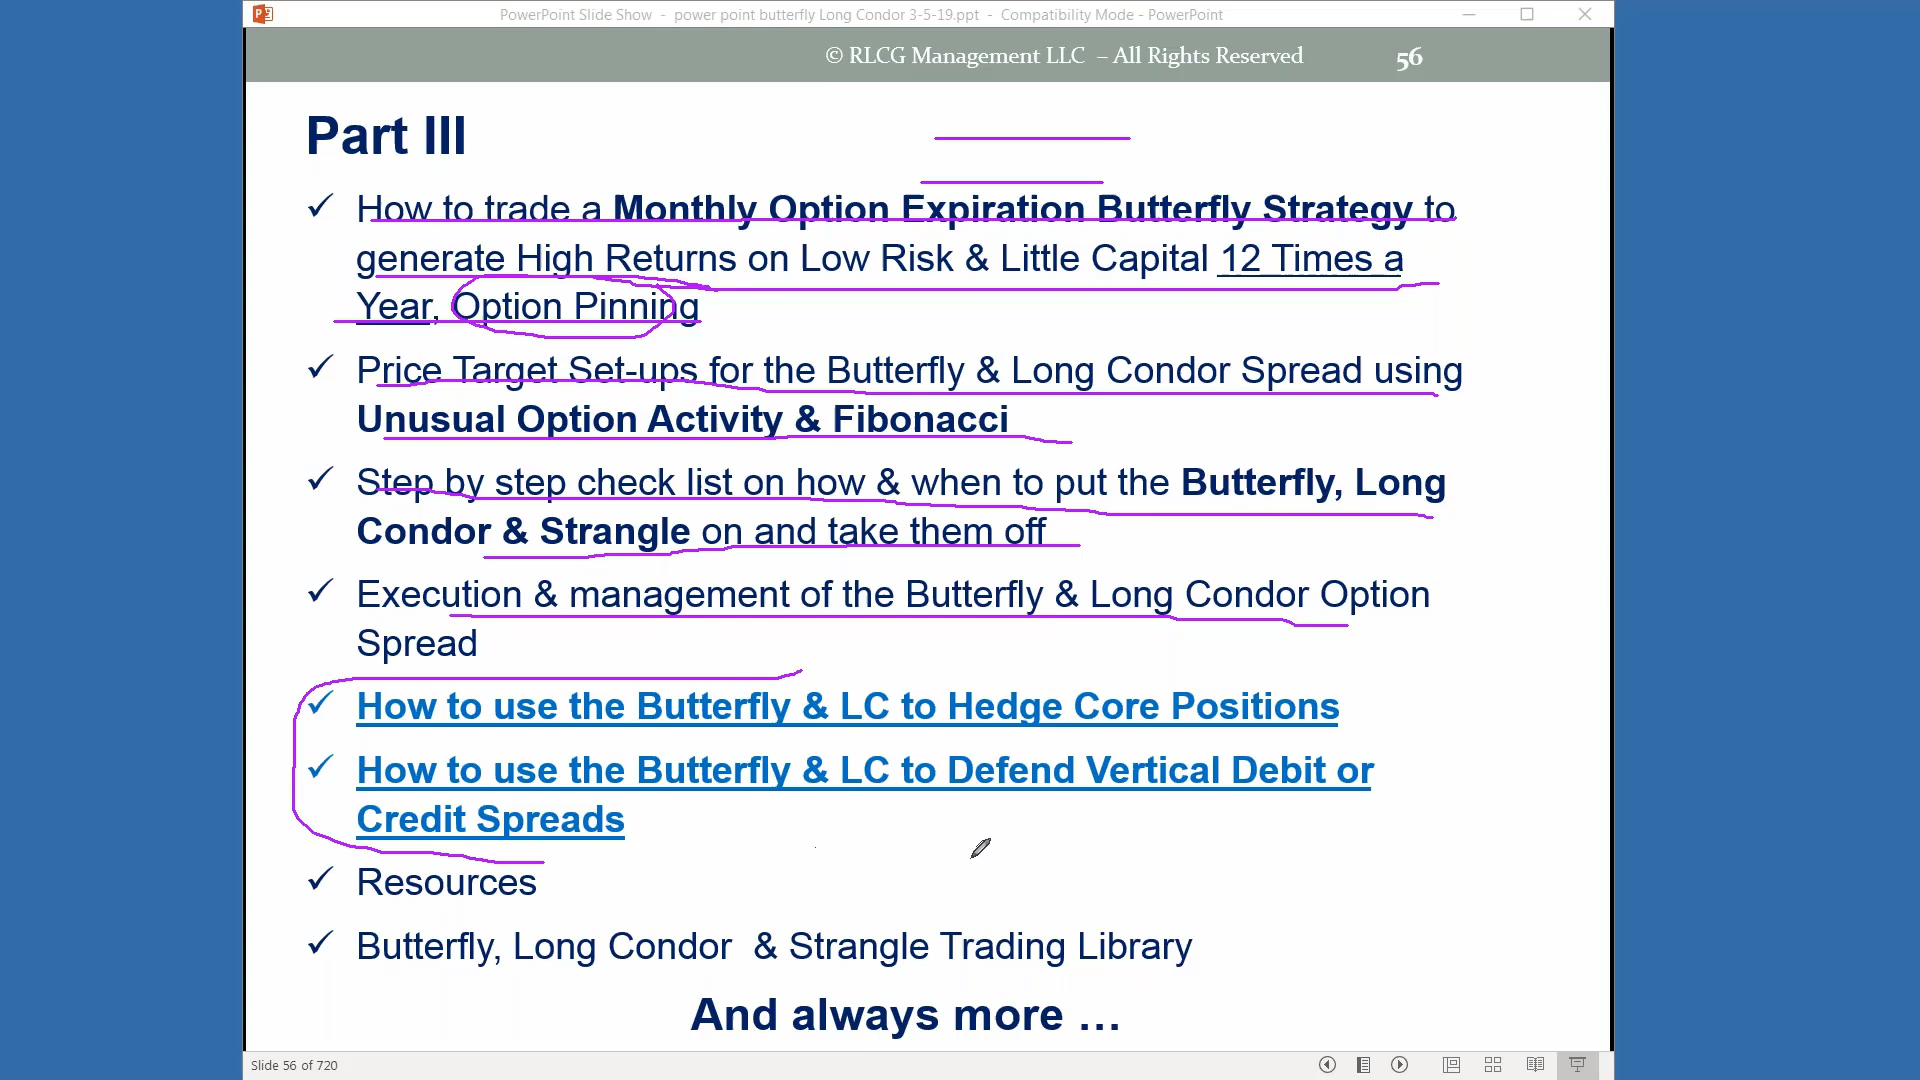 PowerPoint Slide Show - power point butterfly Long Condor 3-5-19.ppt - Compatibility Mode - PowerPoint
© RLCG Management LLC – All Rights Reserved 56
Part III
✓ How to trade a Monthly Option Expiration Butterfly Strategy to
generate High Returns on Low Risk & Little Capital 12 Times a
Year, Option Pinning
✓ Price Target Set-ups for the Butterfly & Long Condor Spread using
Unusual Option Activity & Fibonacci
✓ Step by step check list on how & when to put the Butterfly, Long
Condor & Strangle on and take them off
✓ Execution & management of the Butterfly & Long Condor Option
Spread
✓ How to use the Butterfly & LC to Hedge Core Positions
✓ How to use the Butterfly & LC to Defend Vertical Debit or
Credit Spreads
✓ Resources
✓ Butterfly, Long Condor & Strangle Trading Library
And always more …
Slide 56 of 720